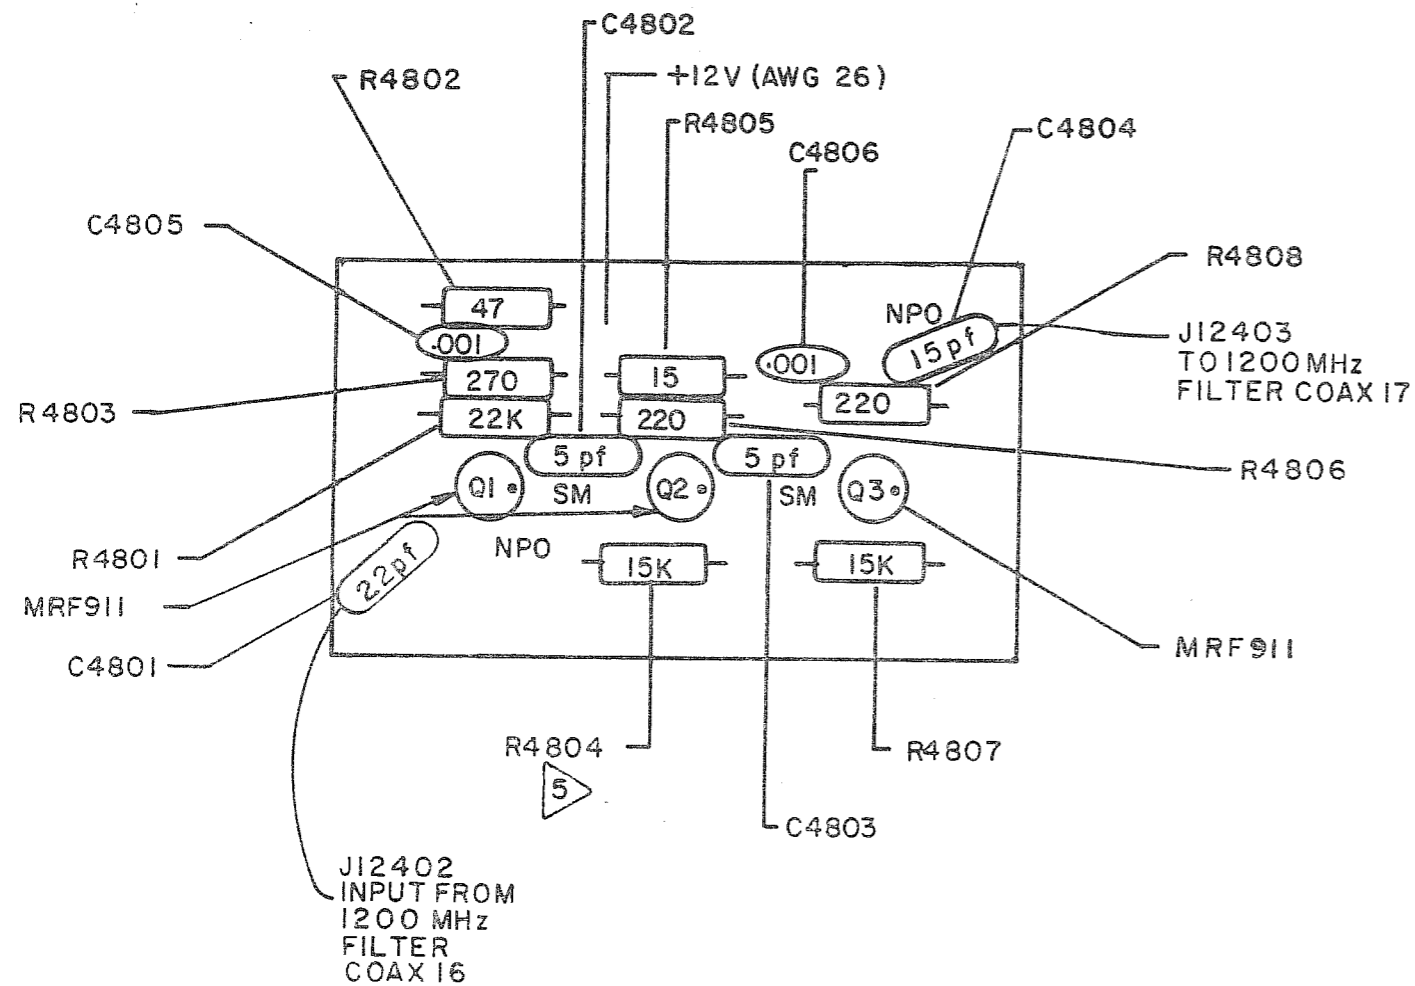 C4802
R4802
+12V (AWG 26)
R4805
C4804
C4806
C4805
R4808
47
NPO
.001
15pf
J12403
TO 1200 MHz
FILTER COAX 17
.001
270
15
220
R4803
22K
220
5 pf
5 pf
R4806
Q1
SM
Q2
SM
Q3
R4801
NPO
22pf
15K
15K
MRF911
C4801
MRF911
R4804
R4807
5
C4803
J12402
INPUT FROM
1200 MHz
FILTER
COAX 16